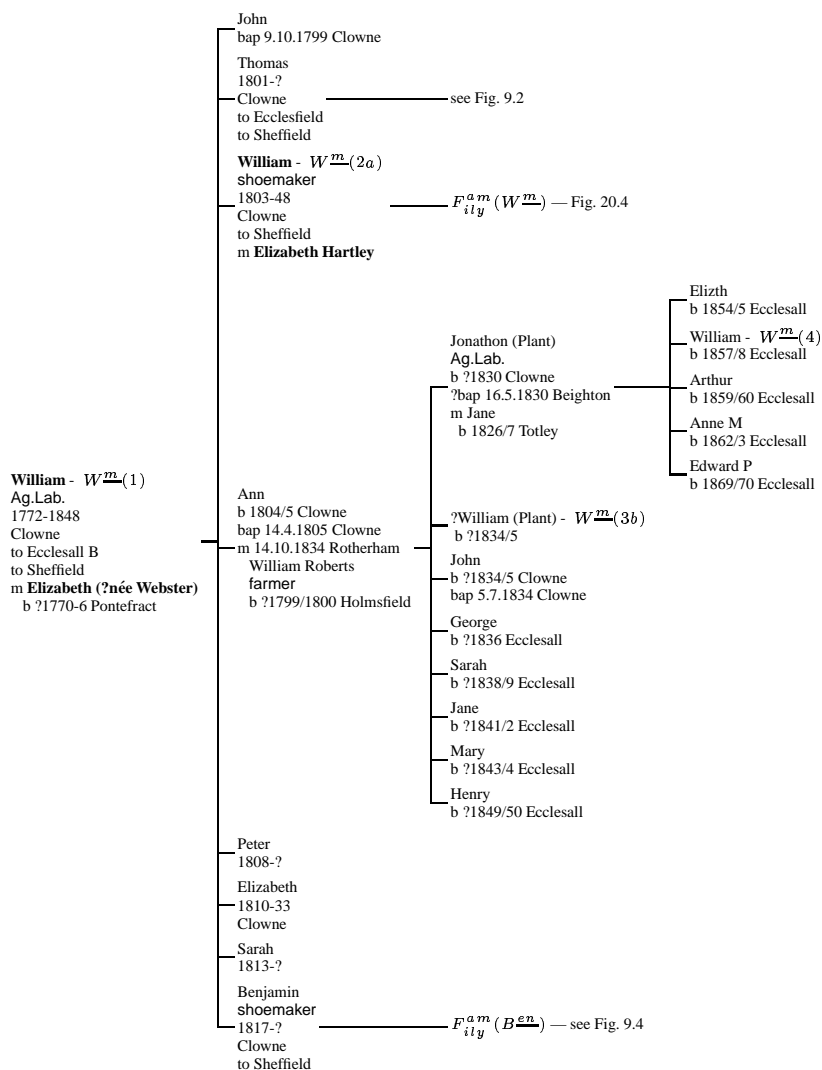 John
bap 9.10.1799 Clowne
Thomas
1801-?
Clowne
to Ecclesfield
to Sheffield
see Fig. 9.2
William - Wm(2a)
shoemaker
1803-48
Clowne
to Sheffield
m Elizabeth Hartley
Family(Wm) — Fig. 20.4
William - Wm(1)
Ag.Lab.
1772-1848
Clowne
to Ecclesall B
to Sheffield
m Elizabeth (?née Webster)
b ?1770-6 Pontefract
Ann
b 1804/5 Clowne
bap 14.4.1805 Clowne
m 14.10.1834 Rotherham
William Roberts
farmer
b ?1799/1800 Holmsfield
Jonathon (Plant)
Ag.Lab.
b ?1830 Clowne
?bap 16.5.1830 Beighton
m Jane
b 1826/7 Totley
Elizth
b 1854/5 Ecclesall
William - Wm(4)
b 1857/8 Ecclesall
Arthur
b 1859/60 Ecclesall
Anne M
b 1862/3 Ecclesall
Edward P
b 1869/70 Ecclesall
?William (Plant) - Wm(3b)
b ?1834/5
John
b ?1834/5 Clowne
bap 5.7.1834 Clowne
George
b ?1836 Ecclesall
Sarah
b ?1838/9 Ecclesall
Jane
b ?1841/2 Ecclesall
Mary
b ?1843/4 Ecclesall
Henry
b ?1849/50 Ecclesall
Peter
1808-?
Elizabeth
1810-33
Clowne
Sarah
1813-?
Benjamin
shoemaker
1817-?
Clowne
to Sheffield
Family(Ben) — see Fig. 9.4